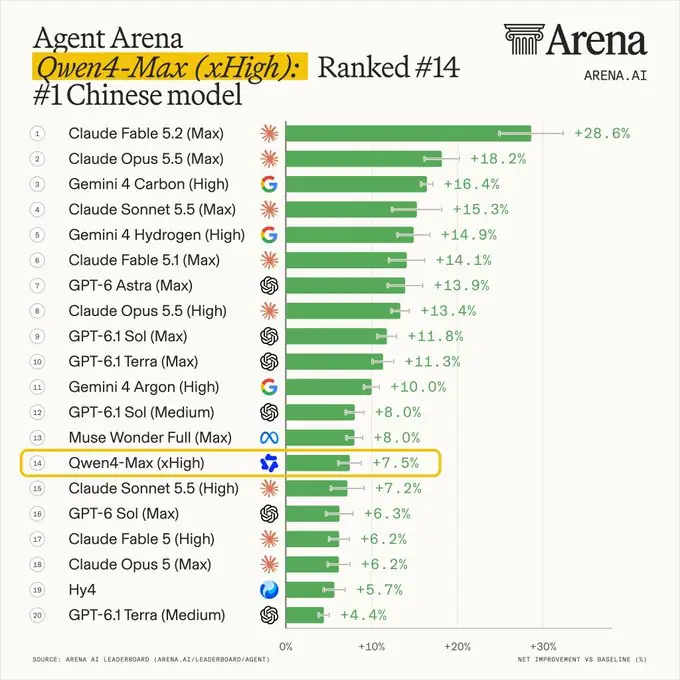 Agent Arena
Qwen4-Max (xHigh): Ranked #14
#1 Chinese model
Arena
ARENA.AI
1 Claude Fable 5.2 (Max) +28.6%
2 Claude Opus 5.5 (Max) +18.2%
3 Gemini 4 Carbon (High) +16.4%
4 Claude Sonnet 5.5 (Max) +15.3%
5 Gemini 4 Hydrogen (High) +14.9%
6 Claude Fable 5.1 (Max) +14.1%
7 GPT-6 Astra (Max) +13.9%
8 Claude Opus 5.5 (High) +13.4%
9 GPT-6.1 Sol (Max) +11.8%
10 GPT-6.1 Terra (Max) +11.3%
11 Gemini 4 Argon (High) +10.0%
12 GPT-6.1 Sol (Medium) +8.0%
13 Muse Wonder Full (Max) +8.0%
14 Qwen4-Max (xHigh) +7.5%
15 Claude Sonnet 5.5 (High) +7.2%
16 GPT-6 Sol (Max) +6.3%
17 Claude Fable 5 (High) +6.2%
18 Claude Opus 5 (Max) +6.2%
19 Hy4 +5.7%
20 GPT-6.1 Terra (Medium) +4.4%
0% +10% +20% +30%
SOURCE: ARENA AI LEADERBOARD (ARENA.AI/LEADERBOARD/AGENT)
NET IMPROVEMENT VS BASELINE (%)